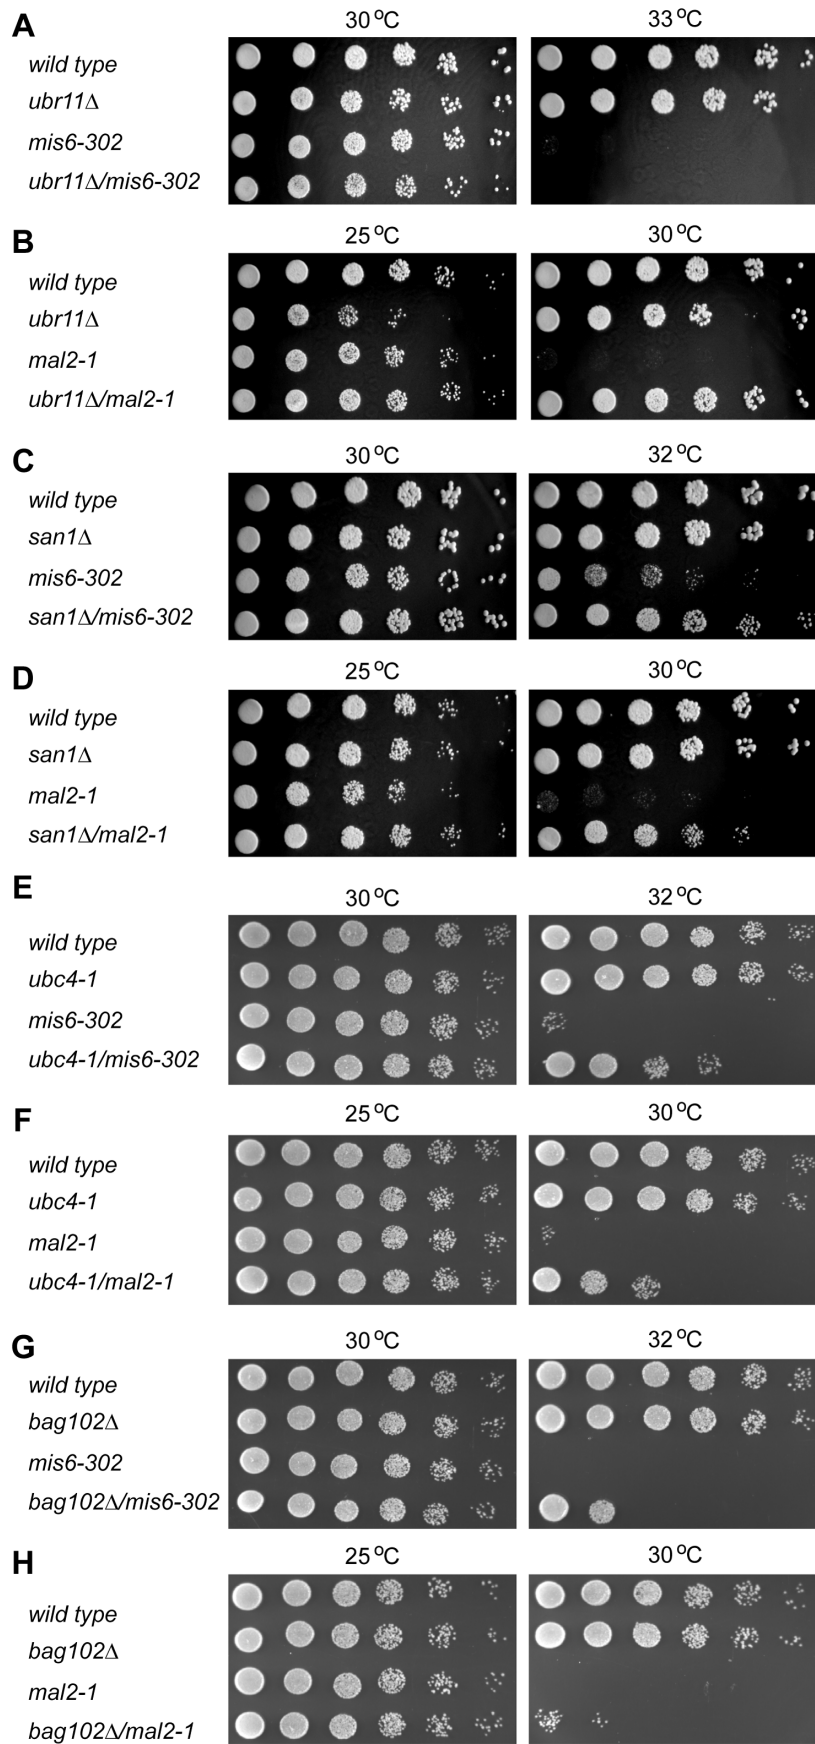 A
30 °C 33 °C
wild type
ubr11Δ
mis6-302
ubr11Δ/mis6-302
B
25 °C 30 °C
wild type
ubr11Δ
mal2-1
ubr11Δ/mal2-1
C
30 °C 32 °C
wild type
san1Δ
mis6-302
san1Δ/mis6-302
D
25 °C 30 °C
wild type
san1Δ
mal2-1
san1Δ/mal2-1
E
30 °C 32 °C
wild type
ubc4-1
mis6-302
ubc4-1/mis6-302
F
25 °C 30 °C
wild type
ubc4-1
mal2-1
ubc4-1/mal2-1
G
30 °C 32 °C
wild type
bag102Δ
mis6-302
bag102Δ/mis6-302
H
25 °C 30 °C
wild type
bag102Δ
mal2-1
bag102Δ/mal2-1